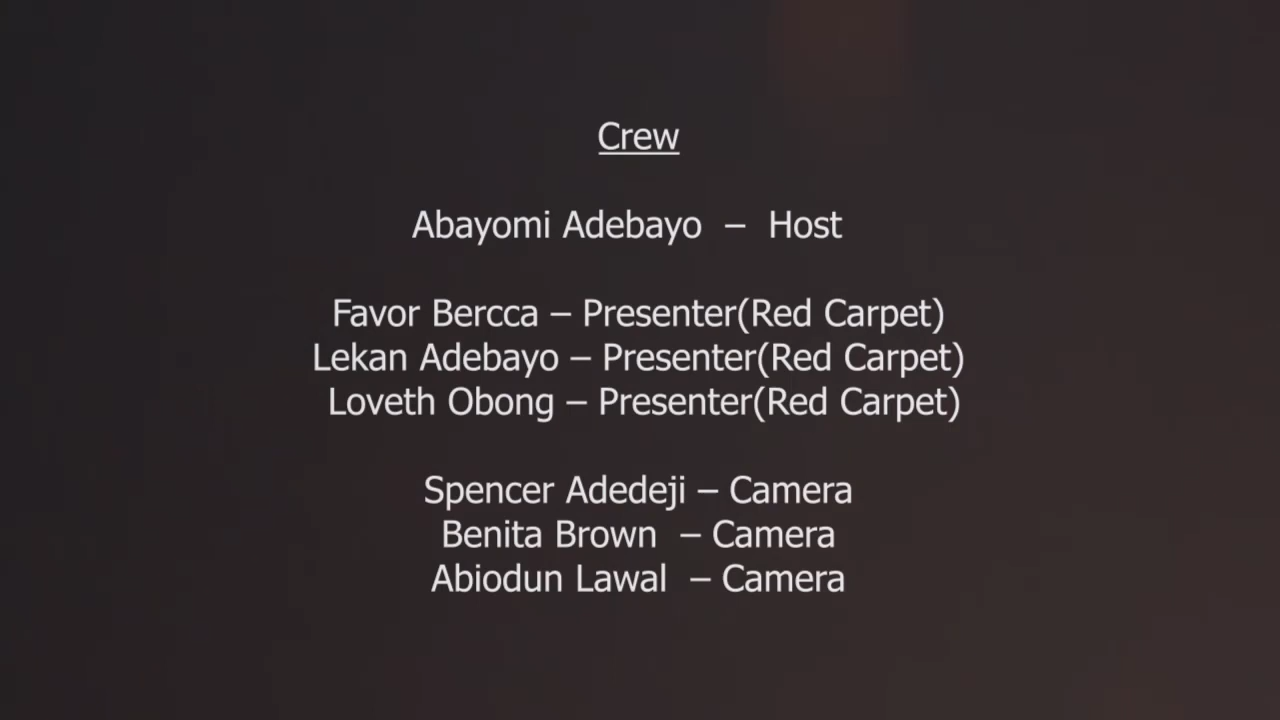 Crew
Abayomi Adebayo – Host
Favor Bercca – Presenter(Red Carpet)
Lekan Adebayo – Presenter(Red Carpet)
Loveth Obong – Presenter(Red Carpet)
Spencer Adedeji – Camera
Benita Brown – Camera
Abiodun Lawal – Camera